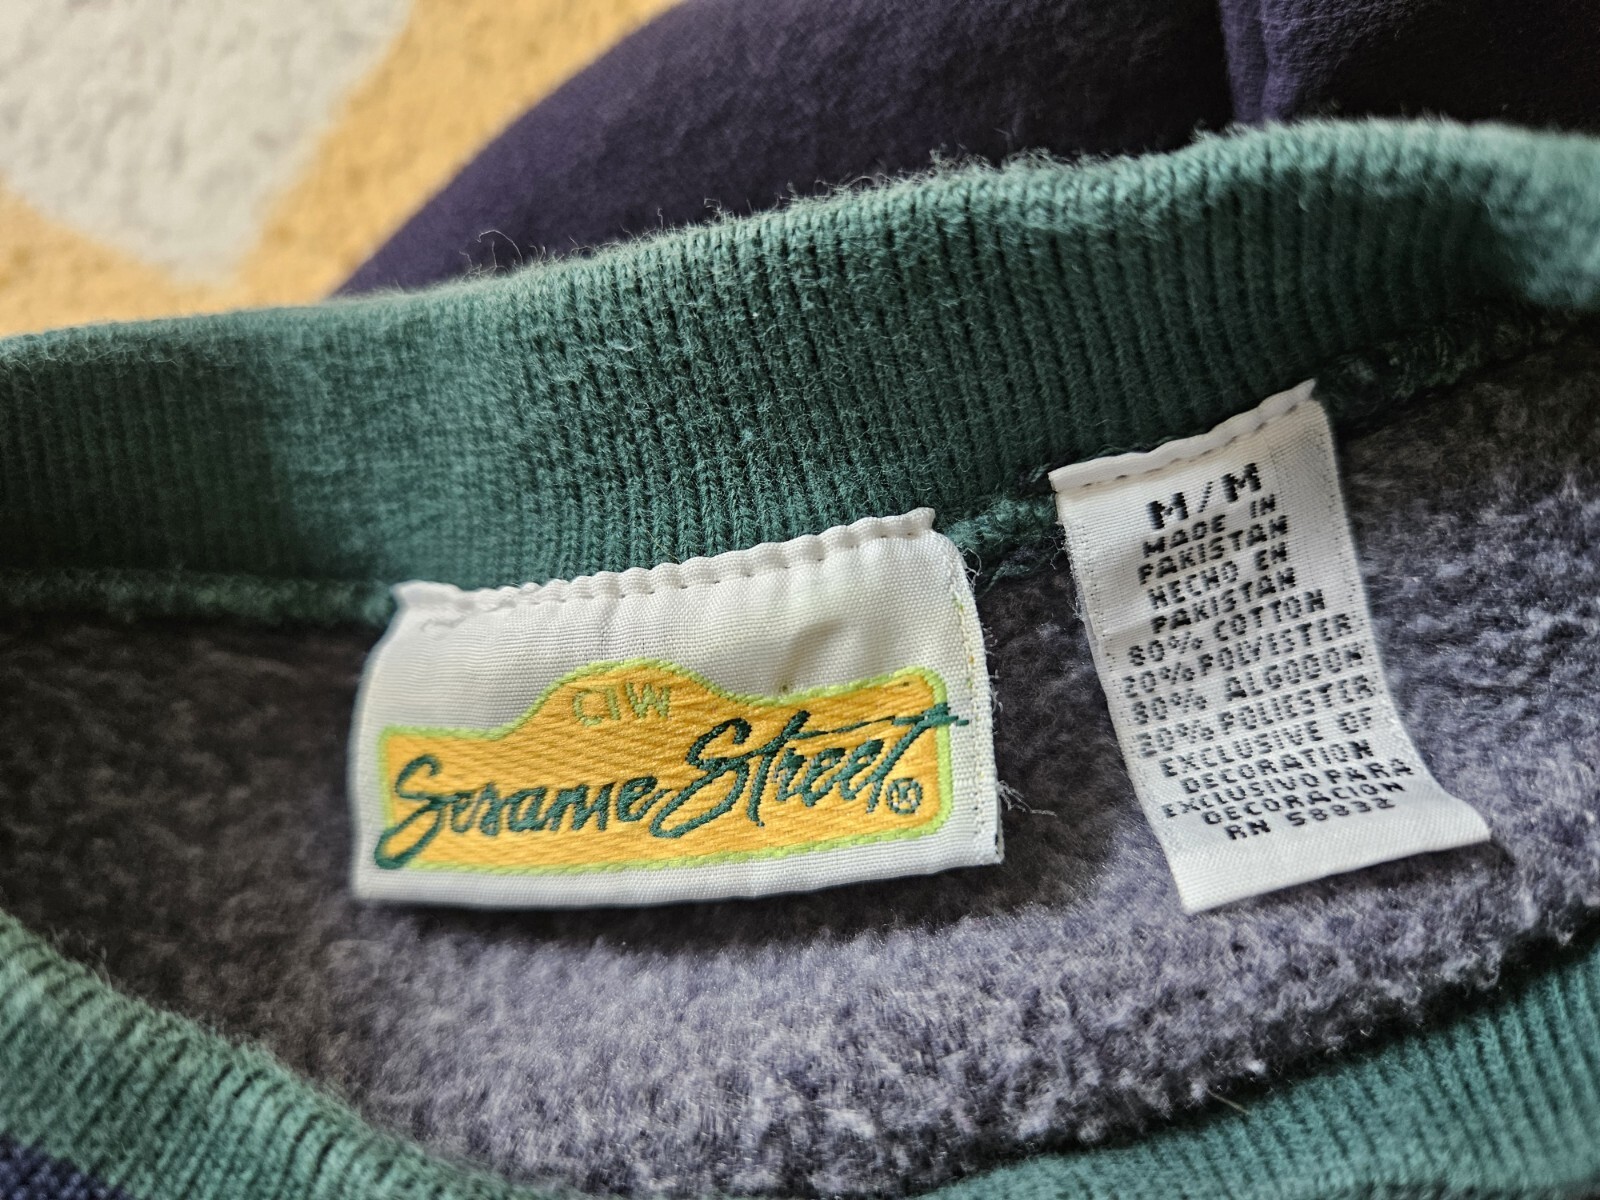 CTW
Sesame Street®
M/M
MADE IN
PAKISTAN
HECHO EN
PAKISTAN
80% COTTON
20% POLYESTER
80% ALGODON
20% POLIESTER
EXCLUSIVE OF
DECORATION
EXCLUSIVO PARA
DECORACION
RN 58832